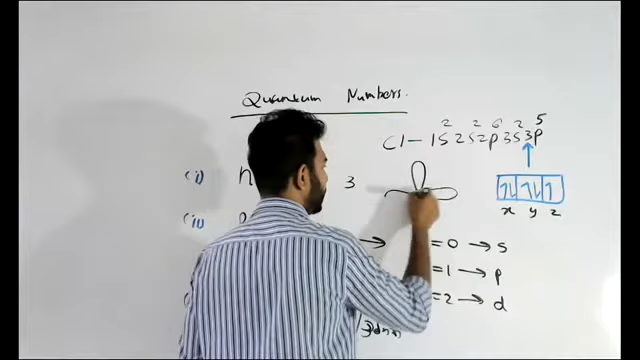 Quantum Numbers.
Cl — 1s² 2s² 2p⁶ 3s² 3p⁵
(i) n 3
x y z
(ii)
= 0 → s
= 1 → p
= 2 → d